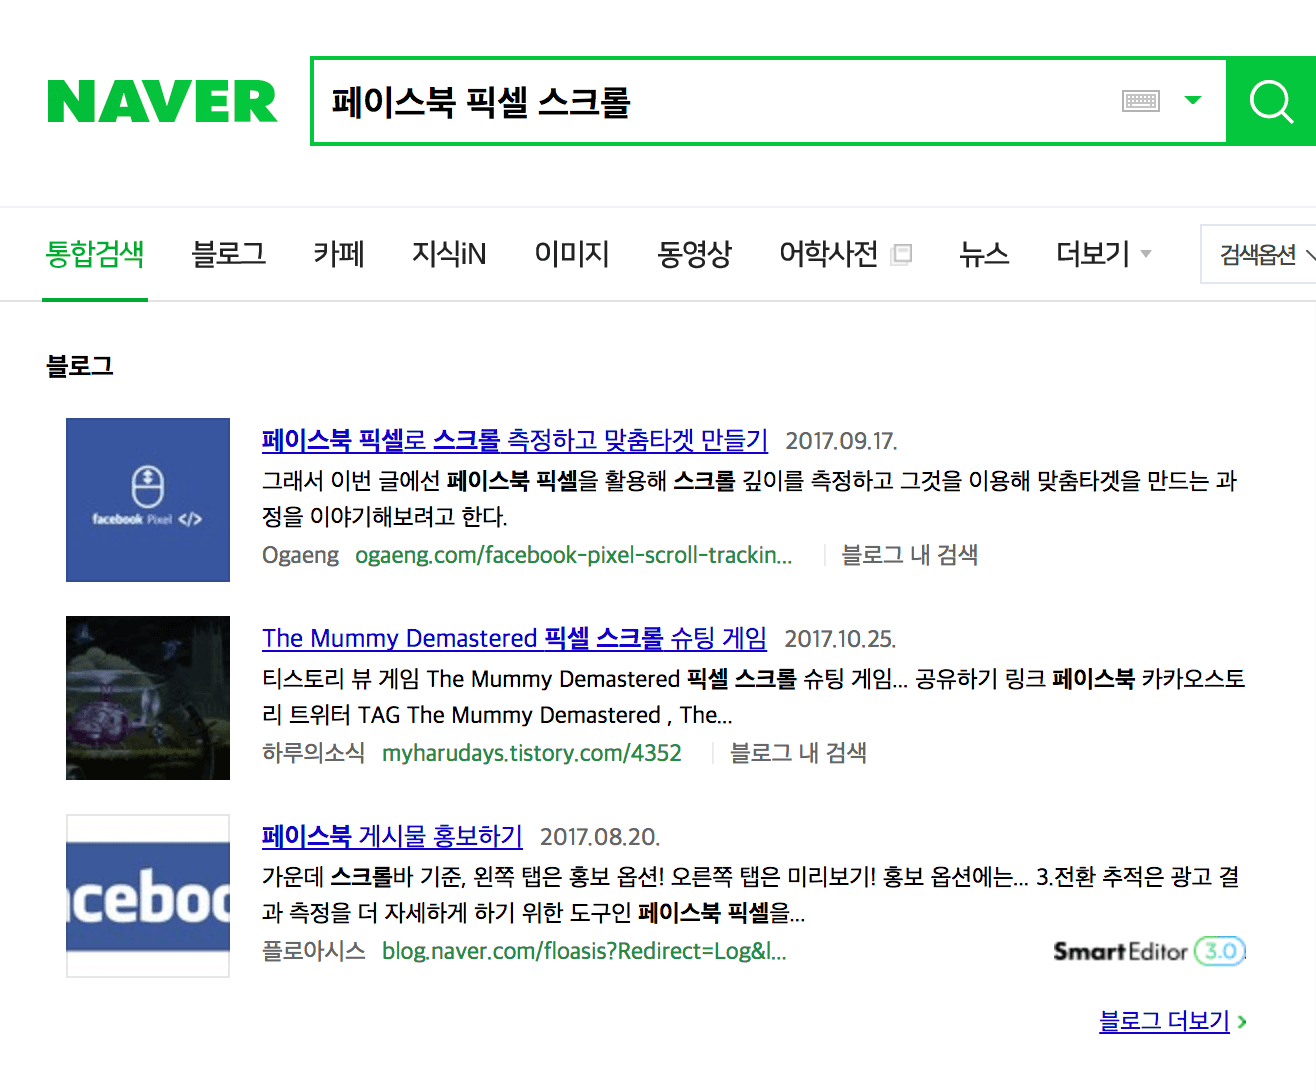 NAVER
페이스북 픽셀 스크롤
통합검색 블로그 카페 지식iN 이미지 동영상 어학사전 뉴스 더보기 검색옵션
블로그
facebook Pixel </>
페이스북 픽셀로 스크롤 측정하고 맞춤타겟 만들기 2017.09.17.
그래서 이번 글에선 페이스북 픽셀을 활용해 스크롤 깊이를 측정하고 그것을 이용해 맞춤타겟을 만드는 과
정을 이야기해보려고 한다.
Ogaeng ogaeng.com/facebook-pixel-scroll-trackin... 블로그 내 검색
The Mummy Demastered 픽셀 스크롤 슈팅 게임 2017.10.25.
티스토리 뷰 게임 The Mummy Demastered 픽셀 스크롤 슈팅 게임... 공유하기 링크 페이스북 카카오스토
리 트위터 TAG The Mummy Demastered , The...
하루의소식 myharudays.tistory.com/4352 블로그 내 검색
acebo
페이스북 게시물 홍보하기 2017.08.20.
가운데 스크롤바 기준, 왼쪽 탭은 홍보 옵션! 오른쪽 탭은 미리보기! 홍보 옵션에는... 3.전환 추적은 광고 결
과 측정을 더 자세하게 하기 위한 도구인 페이스북 픽셀을...
플로아시스 blog.naver.com/floasis?Redirect=Log&l... SmartEditor 3.0
블로그 더보기